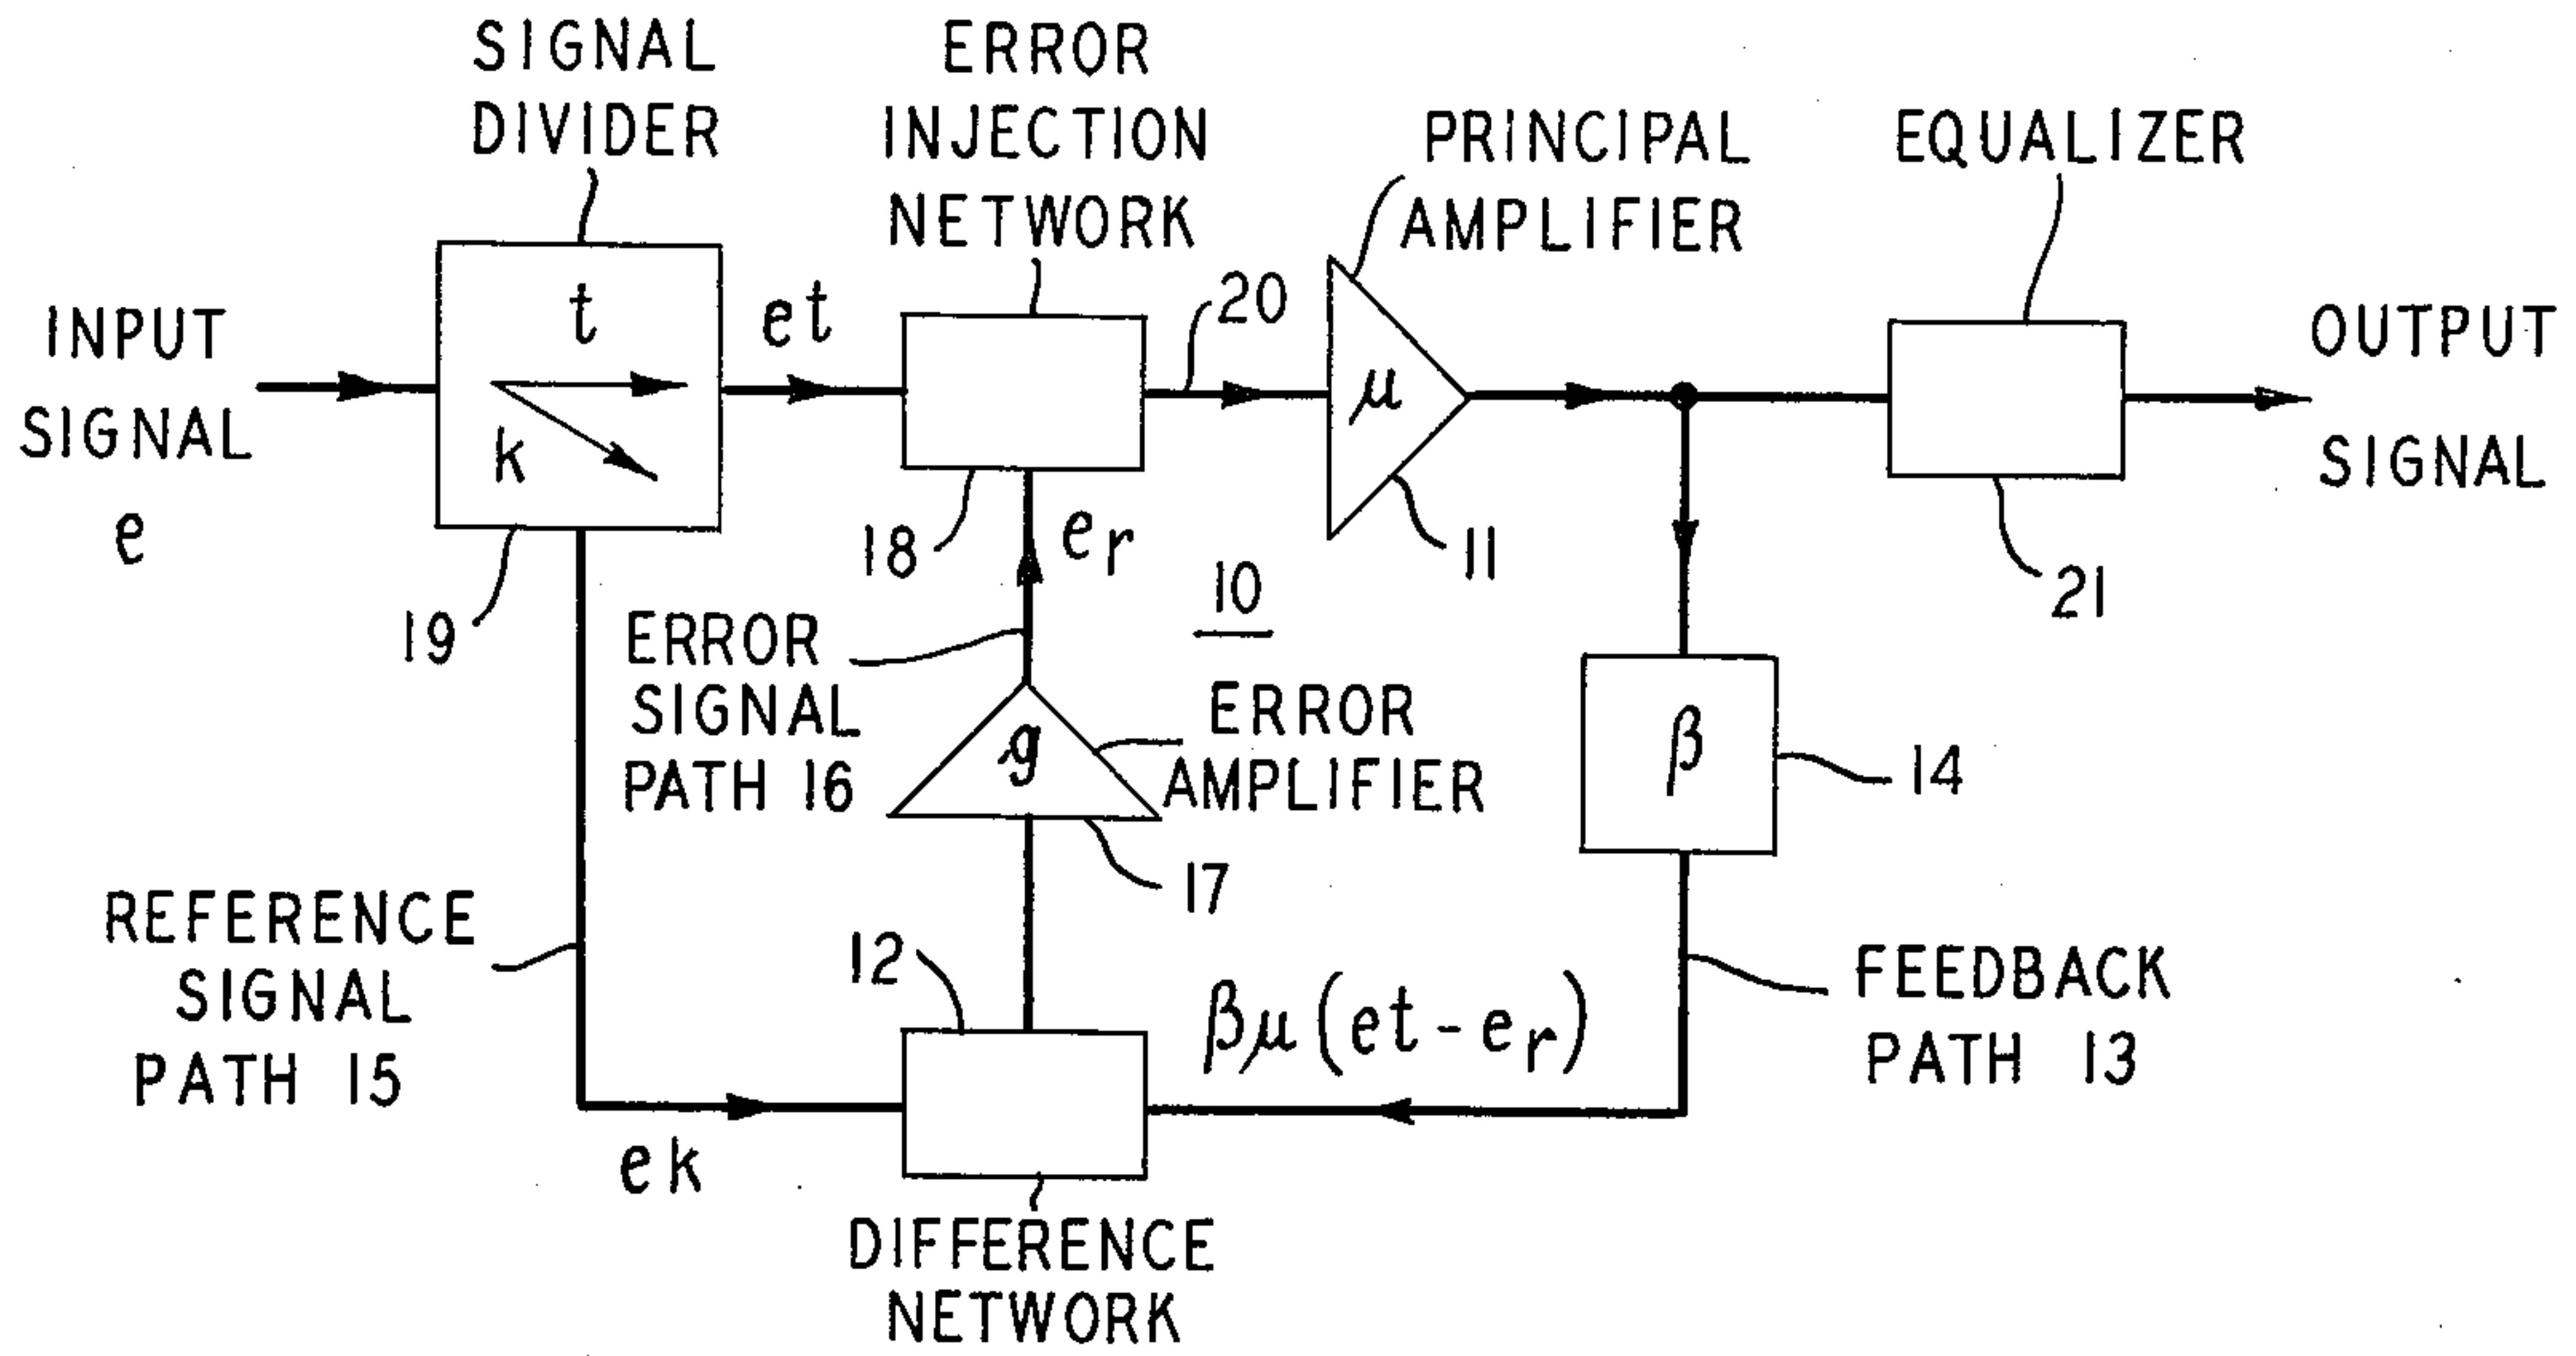 SIGNAL
DIVIDER
ERROR
INJECTION
NETWORK
PRINCIPAL
AMPLIFIER
EQUALIZER
INPUT
SIGNAL
e
t
k
et
20
μ
OUTPUT
SIGNAL
19
18
er
10
11
21
ERROR
SIGNAL
PATH 16
g
ERROR
AMPLIFIER
β
14
17
REFERENCE
SIGNAL
PATH 15
12
βμ(et-er)
FEEDBACK
PATH 13
ek
DIFFERENCE
NETWORK